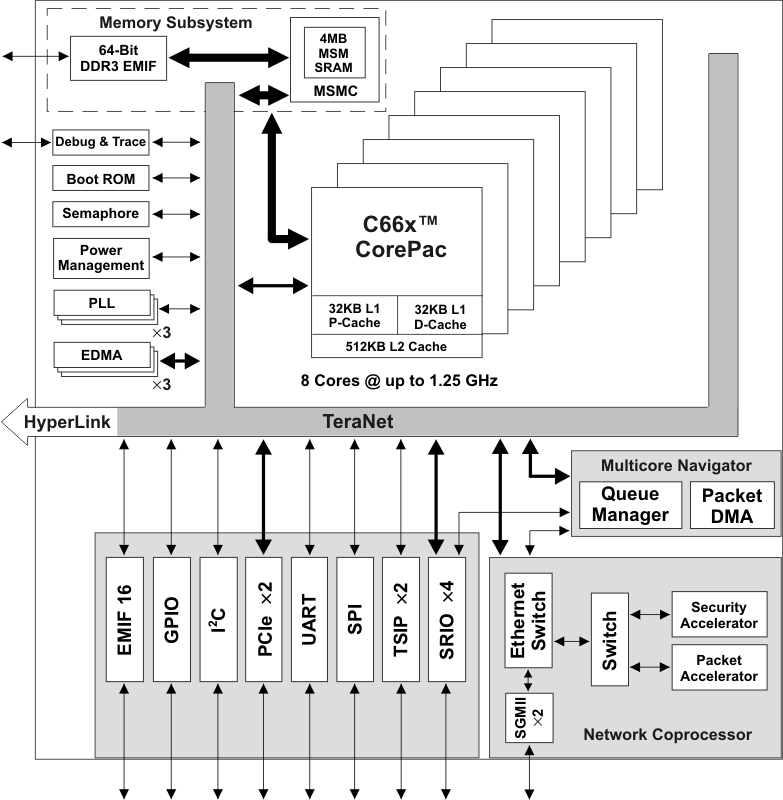 Memory Subsystem
64-Bit
DDR3 EMIF
4MB
MSM
SRAM
MSMC
Debug & Trace
Boot ROM
Semaphore
Power
Management
PLL
×3
EDMA
×3
C66x™
CorePac
32KB L1
P-Cache
32KB L1
D-Cache
512KB L2 Cache
8 Cores @ up to 1.25 GHz
HyperLink
TeraNet
Multicore Navigator
Queue
Manager
Packet
DMA
EMIF 16
GPIO
I²C
PCIe ×2
UART
SPI
TSIP ×2
SRIO ×4
Ethernet
Switch
Switch
Security
Accelerator
Packet
Accelerator
SGMII
×2
Network Coprocessor